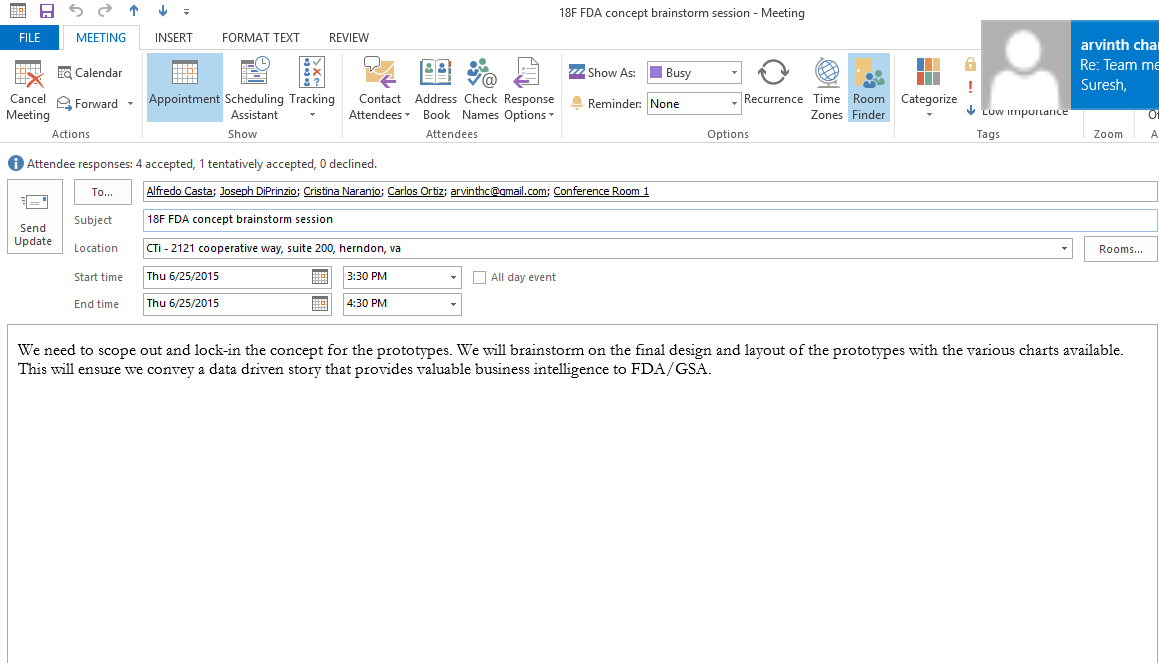 18F FDA concept brainstorm session - Meeting
FILE MEETING INSERT FORMAT TEXT REVIEW
arvinth char
Re: Team me
Suresh,
Cancel Meeting
Calendar
Forward
Actions
Appointment
Scheduling Assistant
Tracking
Show
Contact Attendees
Address Book
Check Names
Response Options
Attendees
Show As: Busy
Reminder: None
Recurrence
Time Zones
Room Finder
Options
Categorize
Low Importance
Tags
Zoom
Attendee responses: 4 accepted, 1 tentatively accepted, 0 declined.
Send Update
To... Alfredo Casta; Joseph DiPrinzio; Cristina Naranjo; Carlos Ortiz; arvinthc@gmail.com; Conference Room 1
Subject 18F FDA concept brainstorm session
Location CTi - 2121 cooperative way, suite 200, herndon, va Rooms...
Start time Thu 6/25/2015 3:30 PM All day event
End time Thu 6/25/2015 4:30 PM
We need to scope out and lock-in the concept for the prototypes. We will brainstorm on the final design and layout of the prototypes with the various charts available.
This will ensure we convey a data driven story that provides valuable business intelligence to FDA/GSA.